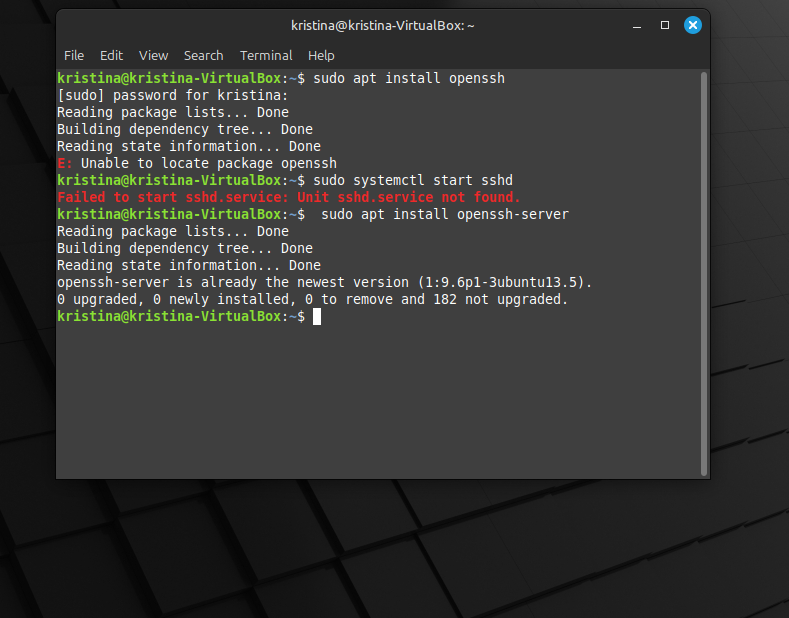 kristina@kristina-VirtualBox: ~
File Edit View Search Terminal Help
kristina@kristina-VirtualBox:~$ sudo apt install openssh
[sudo] password for kristina:
Reading package lists... Done
Building dependency tree... Done
Reading state information... Done
E: Unable to locate package openssh
kristina@kristina-VirtualBox:~$ sudo systemctl start sshd
Failed to start sshd.service: Unit sshd.service not found.
kristina@kristina-VirtualBox:~$  sudo apt install openssh-server
Reading package lists... Done
Building dependency tree... Done
Reading state information... Done
openssh-server is already the newest version (1:9.6p1-3ubuntu13.5).
0 upgraded, 0 newly installed, 0 to remove and 182 not upgraded.
kristina@kristina-VirtualBox:~$